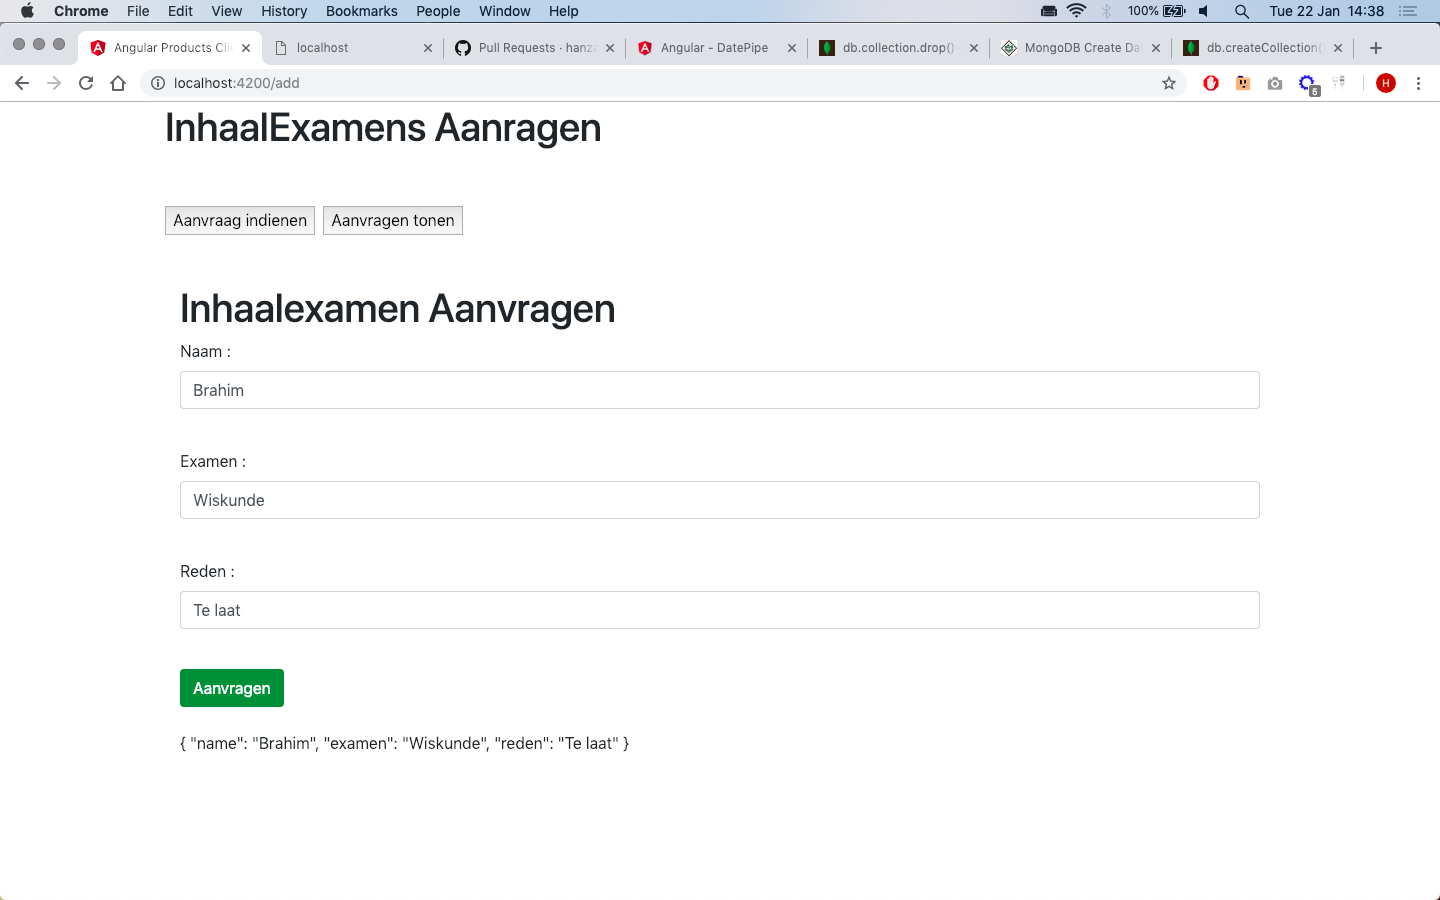 Chrome File Edit View History Bookmarks People Window Help 100% Tue 22 Jan 14:38
Angular Products Cli localhost Pull Requests · hanza Angular - DatePipe db.collection.drop() MongoDB Create Da db.createCollection(
localhost:4200/add 5 H
InhaalExamens Aanragen
Aanvraag indienen Aanvragen tonen
Inhaalexamen Aanvragen
Naam :
Brahim
Examen :
Wiskunde
Reden :
Te laat
Aanvragen
{ "name": "Brahim", "examen": "Wiskunde", "reden": "Te laat" }